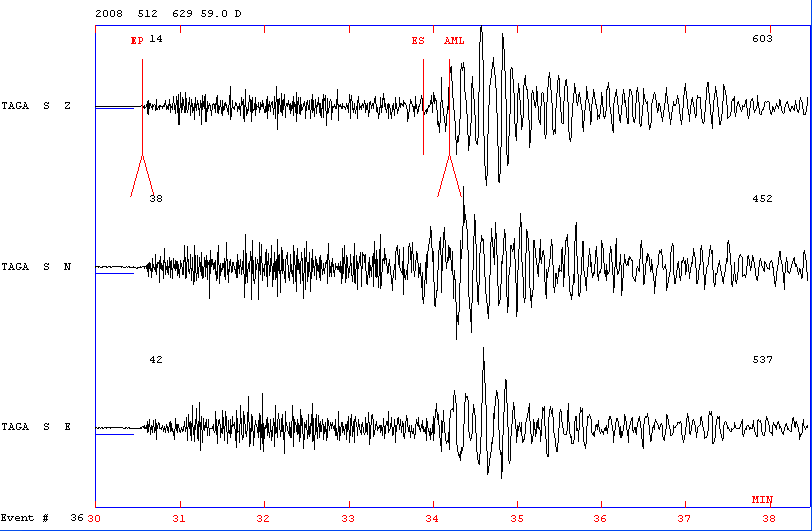 2008 512 629 59.0 D
EP 14 ES AML 603
TAGA S Z
38 452
TAGA S N
42 537
TAGA S E
MIN
Event # 36 30 31 32 33 34 35 36 37 38